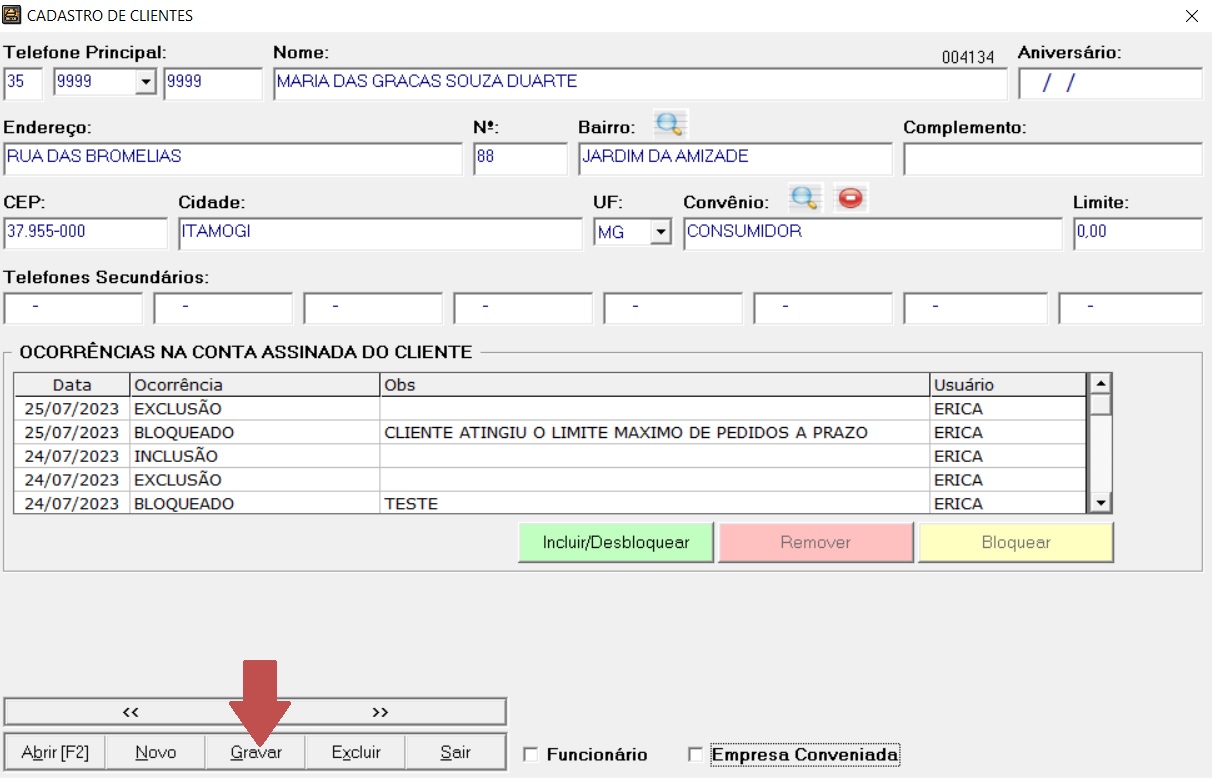 CADASTRO DE CLIENTES
Telefone Principal: Nome: 004134 Aniversário:
35 9999 9999 MARIA DAS GRACAS SOUZA DUARTE / /
Endereço: Nº: Bairro: Complemento:
RUA DAS BROMELIAS 88 JARDIM DA AMIZADE
CEP: Cidade: UF: Convênio: Limite:
37.955-000 ITAMOGI MG CONSUMIDOR 0,00
Telefones Secundários:
- - - - - - - -
OCORRÊNCIAS NA CONTA ASSINADA DO CLIENTE
Data Ocorrência Obs Usuário
25/07/2023 EXCLUSÃO ERICA
25/07/2023 BLOQUEADO CLIENTE ATINGIU O LIMITE MAXIMO DE PEDIDOS A PRAZO ERICA
24/07/2023 INCLUSÃO ERICA
24/07/2023 EXCLUSÃO ERICA
24/07/2023 BLOQUEADO TESTE ERICA
Incluir/Desbloquear Remover Bloquear
<< >>
Abrir [F2] Novo Gravar Excluir Sair Funcionário Empresa Conveniada